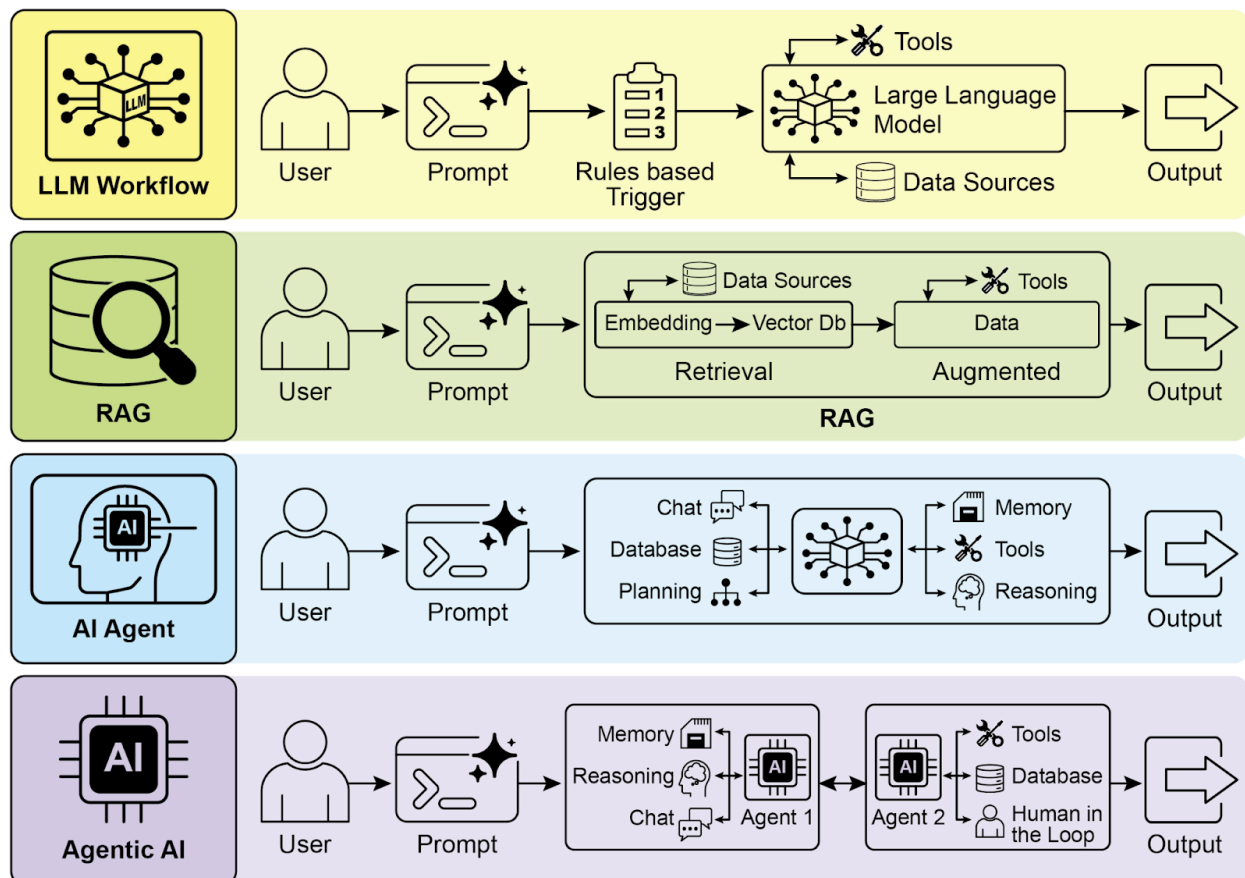 LLM
LLM Workflow
User
Prompt
1
2
3
Rules based
Trigger
Tools
Large Language
Model
Data Sources
Output
RAG
User
Prompt
Data Sources
Embedding
Vector Db
Retrieval
Tools
Data
Augmented
RAG
Output
AI
AI Agent
User
Prompt
Chat
Database
Planning
Memory
Tools
Reasoning
Output
AI
Agentic AI
User
Prompt
Memory
Reasoning
Chat
AI
Agent 1
AI
Agent 2
Tools
Database
Human in
the Loop
Output